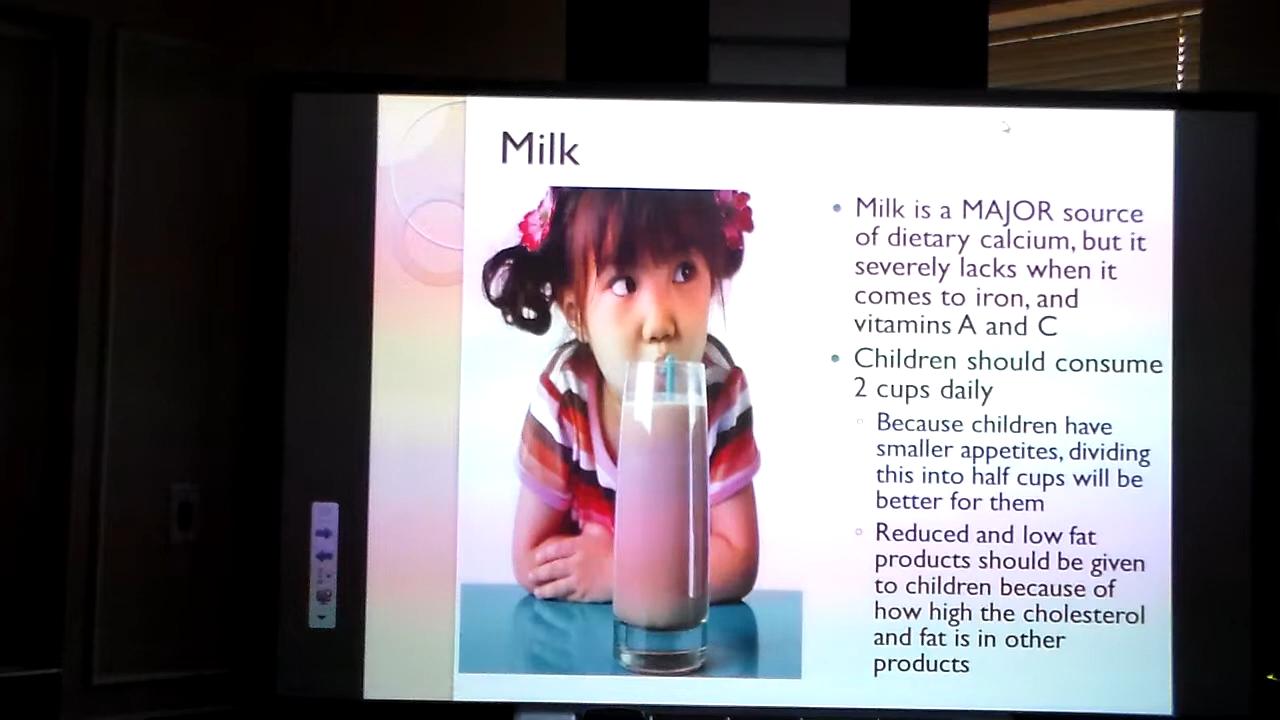 Milk
Milk is a MAJOR source
of dietary calcium, but it
severely lacks when it
comes to iron, and
vitamins A and C
Children should consume
2 cups daily
Because children have
smaller appetites, dividing
this into half cups will be
better for them
Reduced and low fat
products should be given
to children because of
how high the cholesterol
and fat is in other
products